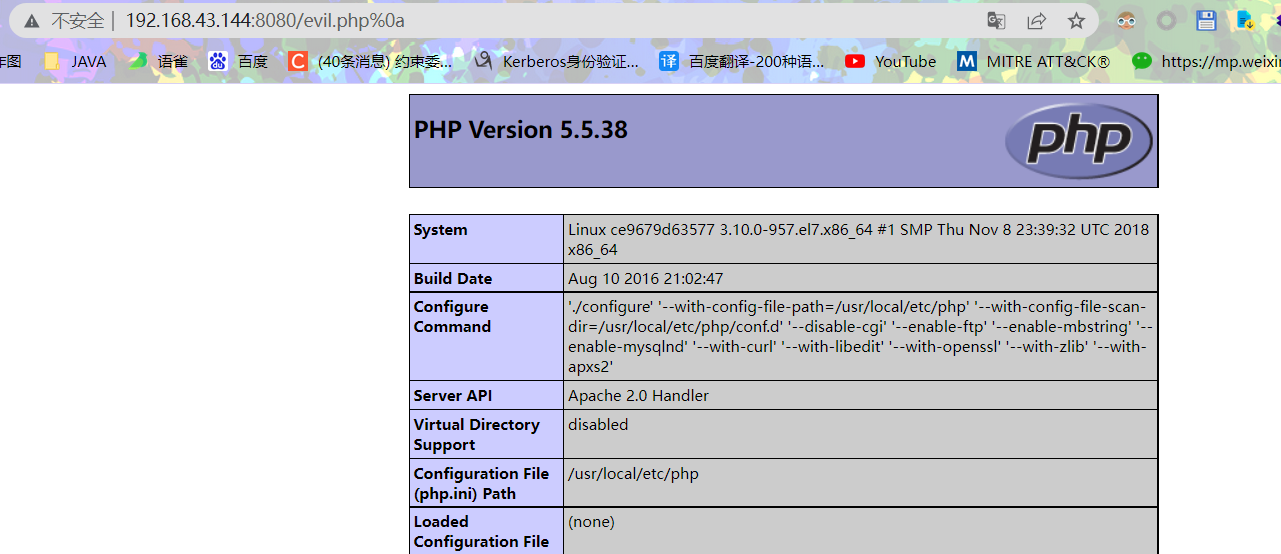 不安全 | 192.168.43.144:8080/evil.php%0a
作图 JAVA 语雀 百度 (40条消息) 约束委... Kerberos身份验证... 百度翻译-200种语... YouTube MITRE ATT&CK® https://mp.weixin
PHP Version 5.5.38
php
System
Linux ce9679d63577 3.10.0-957.el7.x86_64 #1 SMP Thu Nov 8 23:39:32 UTC 2018
x86_64
Build Date
Aug 10 2016 21:02:47
Configure
Command
'./configure' '--with-config-file-path=/usr/local/etc/php' '--with-config-file-scan-
dir=/usr/local/etc/php/conf.d' '--disable-cgi' '--enable-ftp' '--enable-mbstring' '--
enable-mysqlnd' '--with-curl' '--with-libedit' '--with-openssl' '--with-zlib' '--with-
apxs2'
Server API
Apache 2.0 Handler
Virtual Directory
Support
disabled
Configuration File
(php.ini) Path
/usr/local/etc/php
Loaded
Configuration File
(none)